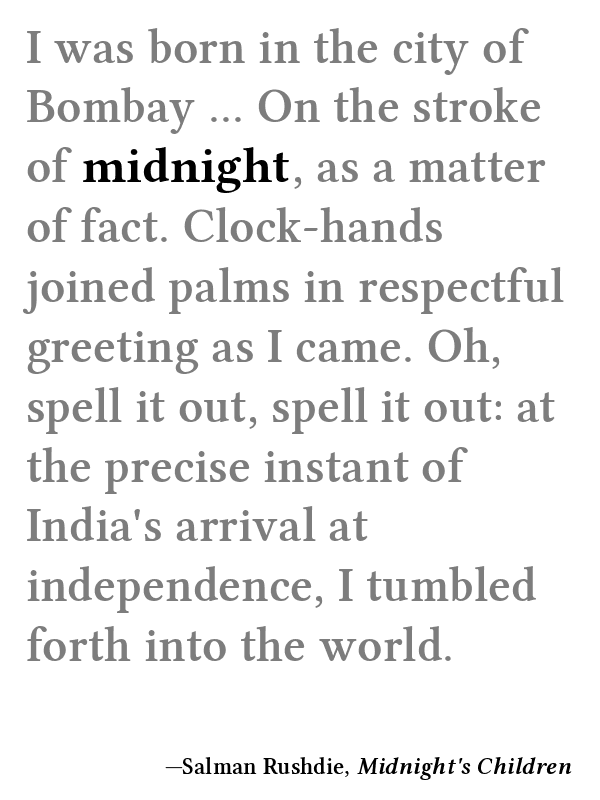 I was born in the city of
Bombay ... On the stroke
of midnight, as a matter
of fact. Clock-hands
joined palms in respectful
greeting as I came. Oh,
spell it out, spell it out: at
the precise instant of
India's arrival at
independence, I tumbled
forth into the world.
—Salman Rushdie, Midnight's Children